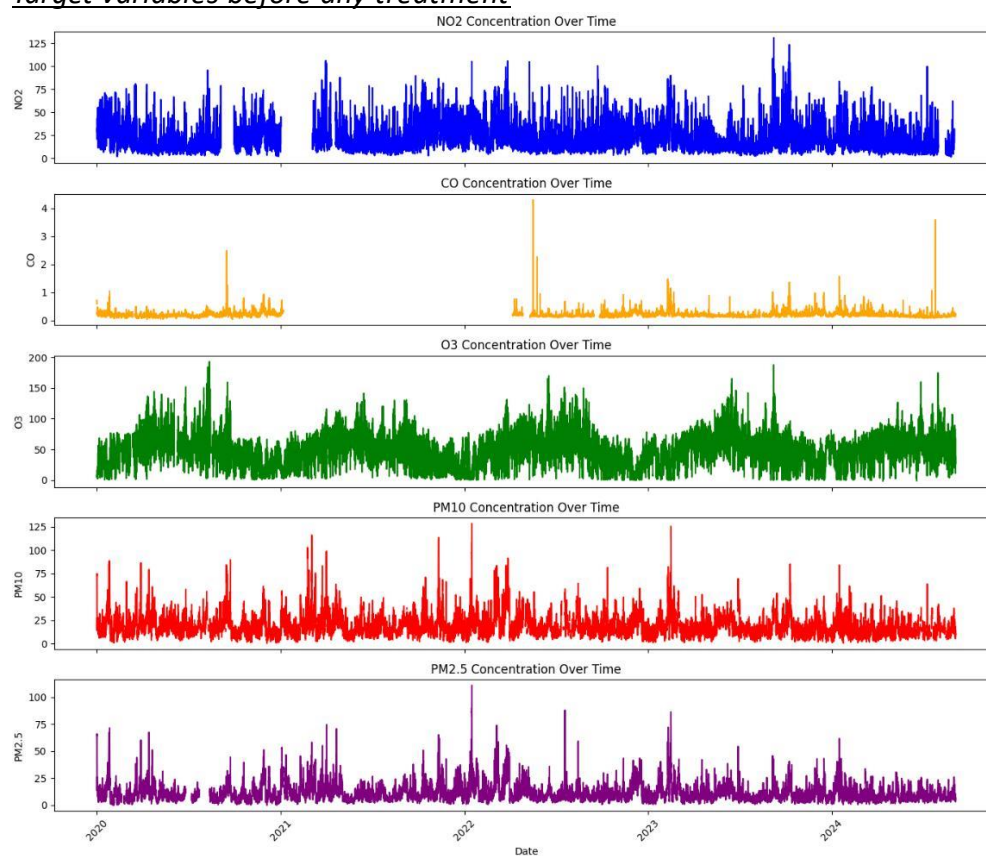 Target variables before any treatment
NO2 Concentration Over Time
NO2
125
100
75
50
25
0
CO Concentration Over Time
CO
4
3
2
1
0
O3 Concentration Over Time
O3
200
150
100
50
0
PM10 Concentration Over Time
PM10
125
100
75
50
25
0
PM2.5 Concentration Over Time
PM2.5
100
75
50
25
0
2020
2021
2022
2023
2024
Date